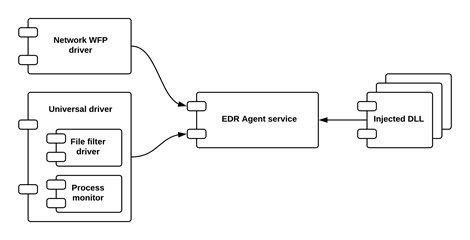 Network WFP
driver
Universal driver
File filter
driver
Process
monitor
EDR Agent service
Injected DLL